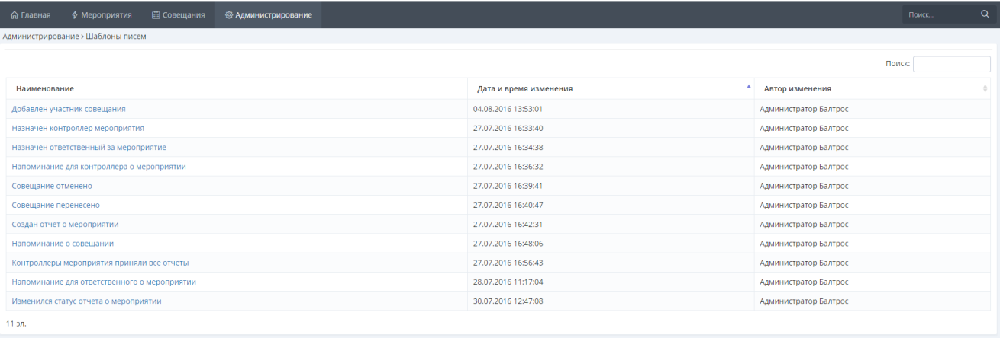 Главная Мероприятия Совещания Администрирование Поиск...
Администрирование › Шаблоны писем
Поиск:
Наименование Дата и время изменения Автор изменения
Добавлен участник совещания 04.08.2016 13:53:01 Администратор Балтрос
Назначен контроллер мероприятия 27.07.2016 16:33:40 Администратор Балтрос
Назначен ответственный за мероприятие 27.07.2016 16:34:38 Администратор Балтрос
Напоминание для контроллера о мероприятии 27.07.2016 16:36:32 Администратор Балтрос
Совещание отменено 27.07.2016 16:39:41 Администратор Балтрос
Совещание перенесено 27.07.2016 16:40:47 Администратор Балтрос
Создан отчет о мероприятии 27.07.2016 16:42:31 Администратор Балтрос
Напоминание о совещании 27.07.2016 16:48:06 Администратор Балтрос
Контроллеры мероприятия приняли все отчеты 27.07.2016 16:56:43 Администратор Балтрос
Напоминание для ответственного о мероприятии 28.07.2016 11:17:04 Администратор Балтрос
Изменился статус отчета о мероприятии 30.07.2016 12:47:08 Администратор Балтрос
11 эл.